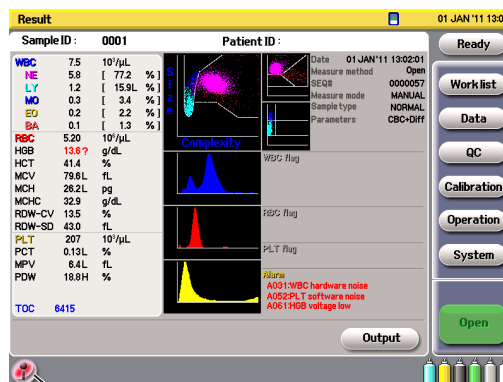 Result 01 JAN '11 13:0
Sample ID : 0001 Patient ID :
WBC 7.5 10³/µL
NE 5.8 [ 77.2 % ]
LY 1.2 [ 15.9L % ]
MO 0.3 [ 3.4 % ]
EO 0.2 [ 2.2 % ]
BA 0.1 [ 1.3 % ]
RBC 5.20 10⁶/µL
HGB 13.6 ? g/dL
HCT 41.4 %
MCV 79.6L fL
MCH 26.2L pg
MCHC 32.9 g/dL
RDW-CV 13.5 %
RDW-SD 43.0 fL
PLT 207 10³/µL
PCT 0.13L %
MPV 6.4L fL
PDW 18.8H %
TOC 6415
Size
Complexity
Date 01 JAN'11 13:02:01
Measure method Open
SEQ# 0000057
Measure mode MANUAL
Sample type NORMAL
Parameters CBC+Diff
WBC flag
RBC flag
PLT flag
Alarm
A031:WBC hardware noise
A052:PLT software noise
A061:HGB voltage low
Output
Ready
Work list
Data
QC
Calibration
Operation
System
Open